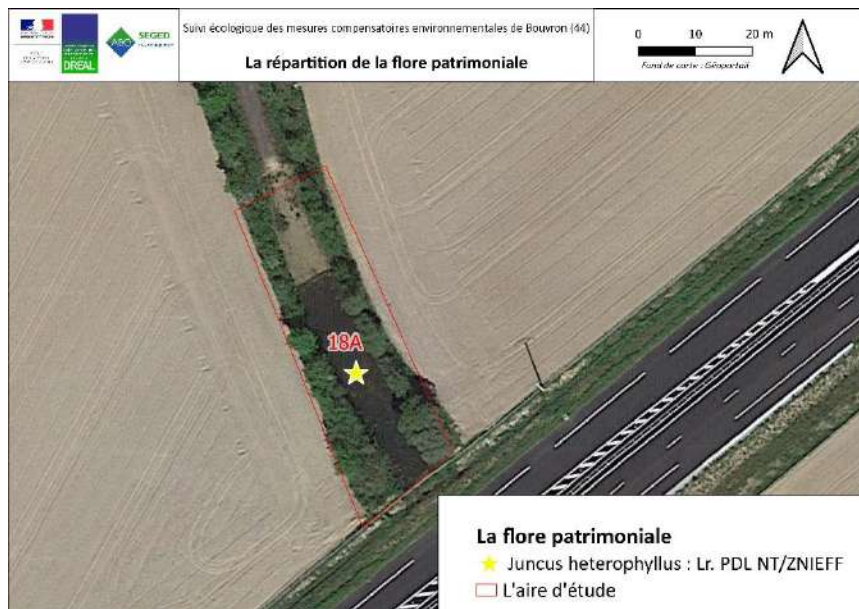 Suivi écologique des mesures compensatoires environnementales de Bouvron (44)
La répartition de la flore patrimoniale
DREAL
ABO
SEGED
0 10 20 m
Fond de carte : Géoportail
18A
La flore patrimoniale
Juncus heterophyllus : Lr. PDL NT/ZNIEFF
L'aire d'étude